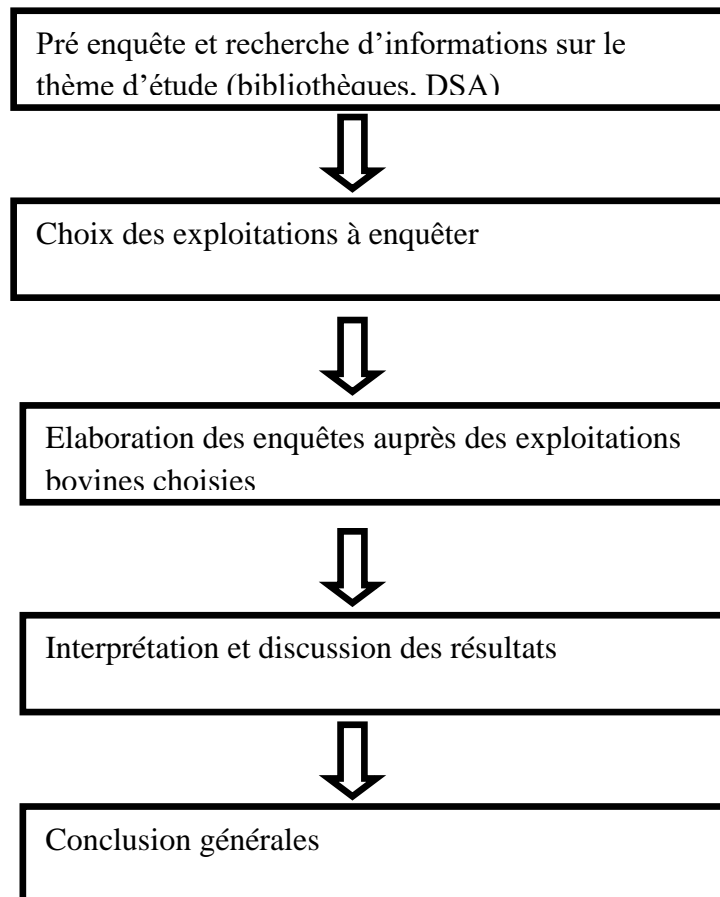 Pré enquête et recherche d’informations sur le
thème d’étude (bibliothèques, DSA)
Choix des exploitations à enquêter
Elaboration des enquêtes auprès des exploitations
bovines choisies
Interprétation et discussion des résultats
Conclusion générales